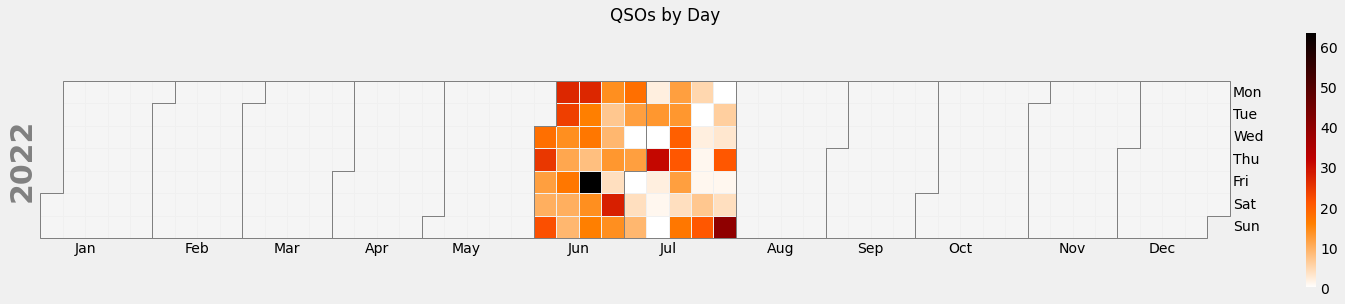 QSOs by Day
2022
Mon
Tue
Wed
Thu
Fri
Sat
Sun
Jan Feb Mar Apr May Jun Jul Aug Sep Oct Nov Dec
60
50
40
30
20
10
0